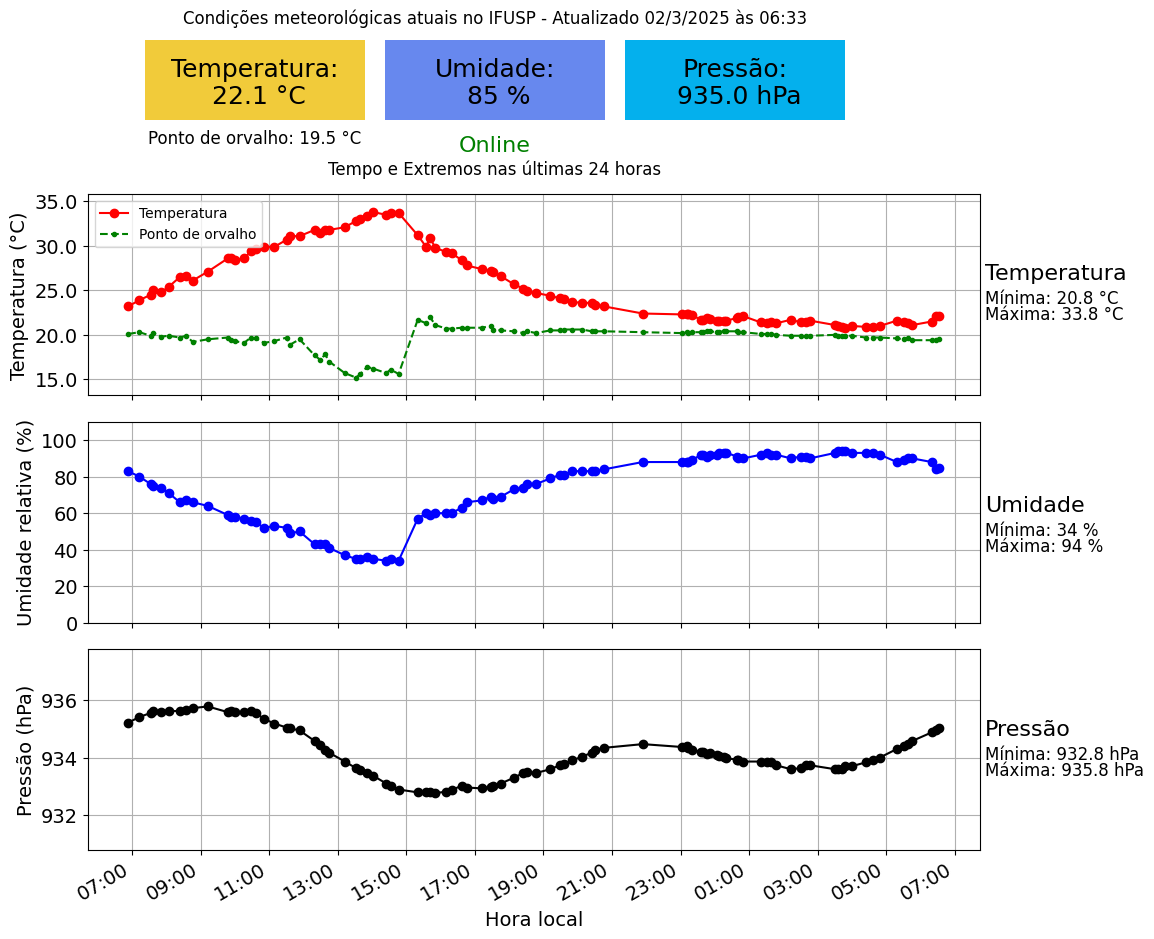 Condições meteorológicas atuais no IFUSP - Atualizado 02/3/2025 às 06:33
Temperatura:
22.1 °C
Umidade:
85 %
Pressão:
935.0 hPa
Ponto de orvalho: 19.5 °C
Online
Tempo e Extremos nas últimas 24 horas
Temperatura (°C)
35.0
30.0
25.0
20.0
15.0
Temperatura
Ponto de orvalho
Temperatura
Mínima: 20.8 °C
Máxima: 33.8 °C
Umidade relativa (%)
100
80
60
40
20
0
Umidade
Mínima: 34 %
Máxima: 94 %
Pressão (hPa)
936
934
932
Pressão
Mínima: 932.8 hPa
Máxima: 935.8 hPa
07:00 09:00 11:00 13:00 15:00 17:00 19:00 21:00 23:00 01:00 03:00 05:00 07:00
Hora local